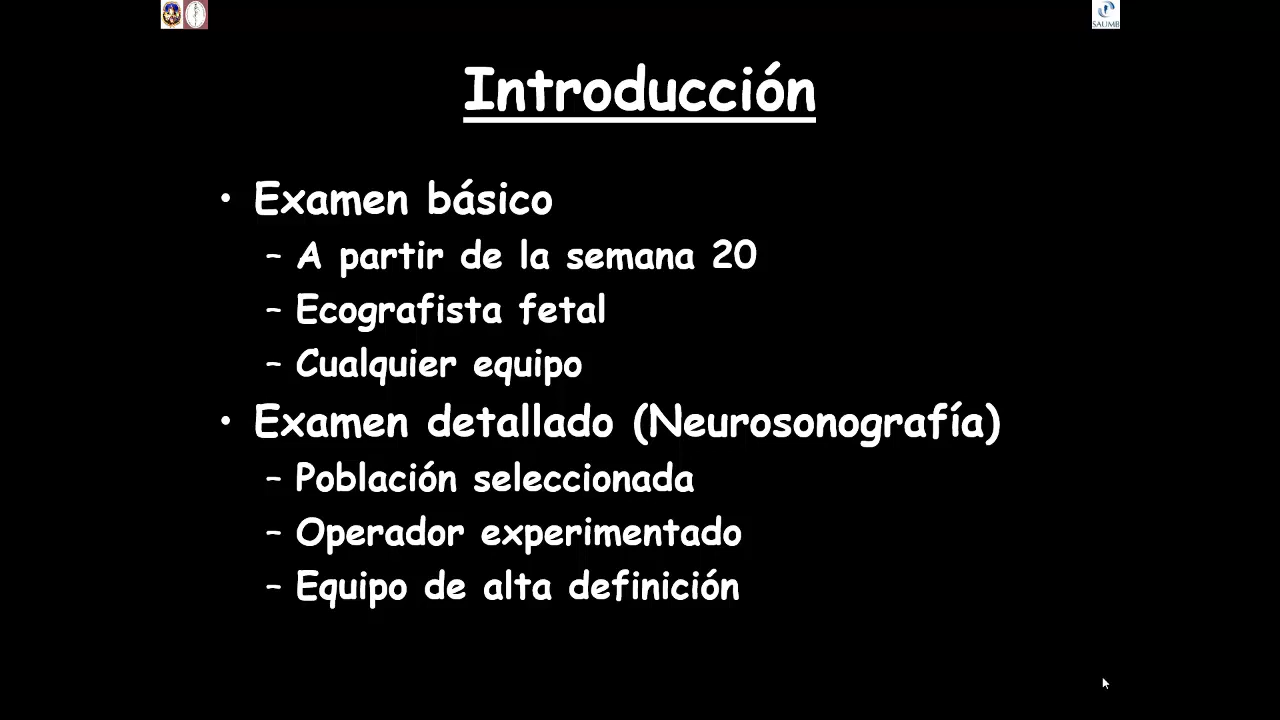 SAUMB
Introducción
• Examen básico
– A partir de la semana 20
– Ecografista fetal
– Cualquier equipo
• Examen detallado (Neurosonografía)
– Población seleccionada
– Operador experimentado
– Equipo de alta definición